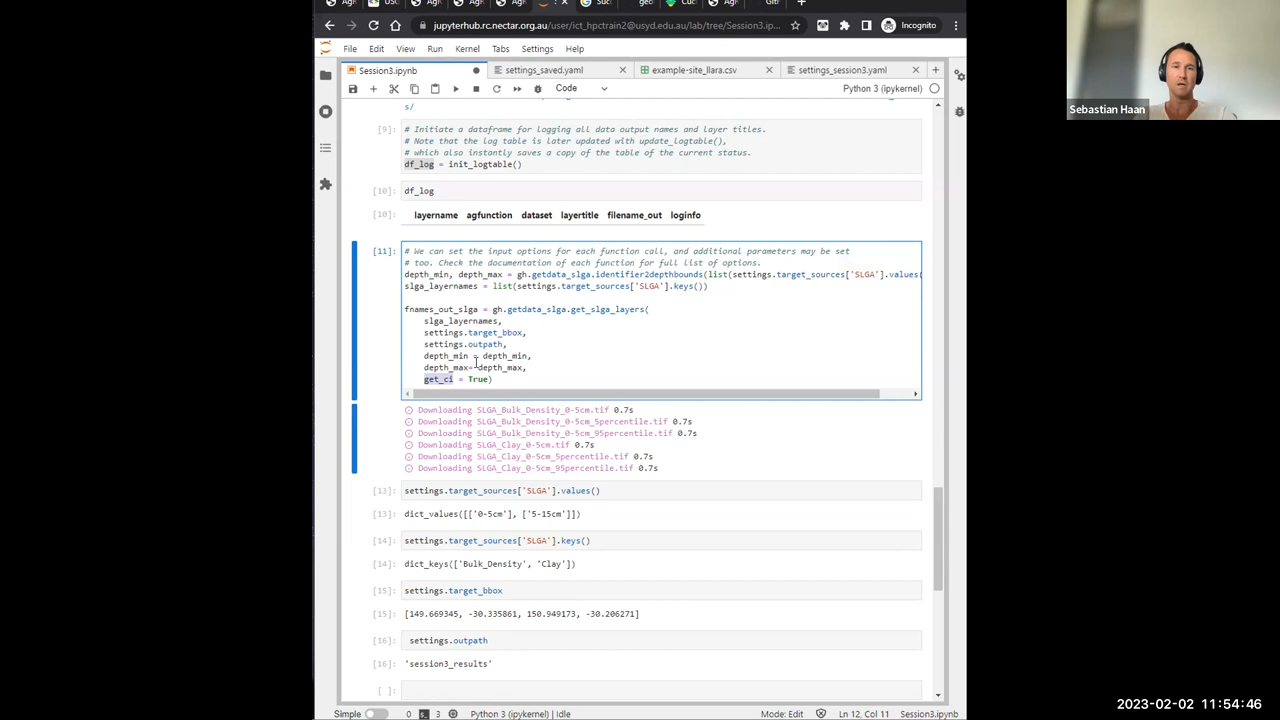 jupyterhub.rc.nectar.org.au/user/ict_hpctrain2@usyd.edu.au/lab/tree/Session3.ip...
Incognito
File Edit View Run Kernel Tabs Settings Help
Session3.ipynb
settings_saved.yaml
example-site_llara.csv
settings_session3.yaml
Code
Python 3 (ipykernel)
s/
[9]:
# Initiate a dataframe for logging all data output names and layer titles.
# Note that the log table is later updated with update_logtable(),
# which also instantly saves a copy of the table of the current status.
df_log = init_logtable()
[10]: df_log
[10]: layername agfunction dataset layertitle filename_out loginfo
[11]: # We can set the input options for each function call, and additional parameters may be set
# too. Check the documentation of each function for full list of options.
depth_min, depth_max = gh.getdata_slga.identifier2depthbounds(list(settings.target_sources['SLGA'].values(
slga_layernames = list(settings.target_sources['SLGA'].keys())
fnames_out_slga = gh.getdata_slga.get_slga_layers(
slga_layernames,
settings.target_bbox,
settings.outpath,
depth_min = depth_min,
depth_max= depth_max,
get_ci = True)
Downloading SLGA_Bulk_Density_0-5cm.tif 0.7s
Downloading SLGA_Bulk_Density_0-5cm_5percentile.tif 0.7s
Downloading SLGA_Bulk_Density_0-5cm_95percentile.tif 0.7s
Downloading SLGA_Clay_0-5cm.tif 0.7s
Downloading SLGA_Clay_0-5cm_5percentile.tif 0.7s
Downloading SLGA_Clay_0-5cm_95percentile.tif 0.7s
[13]: settings.target_sources['SLGA'].values()
[13]: dict_values([['0-5cm'], ['5-15cm']])
[14]: settings.target_sources['SLGA'].keys()
[14]: dict_keys(['Bulk_Density', 'Clay'])
[15]: settings.target_bbox
[15]: [149.669345, -30.335861, 150.949173, -30.206271]
[16]: settings.outpath
[16]: 'session3_results'
[ ]:
Simple 0 3 Python 3 (ipykernel) | Idle Mode: Edit Ln 12, Col 11 Session3.ipynb
Sebastian Haan
2023-02-02 11:54:46